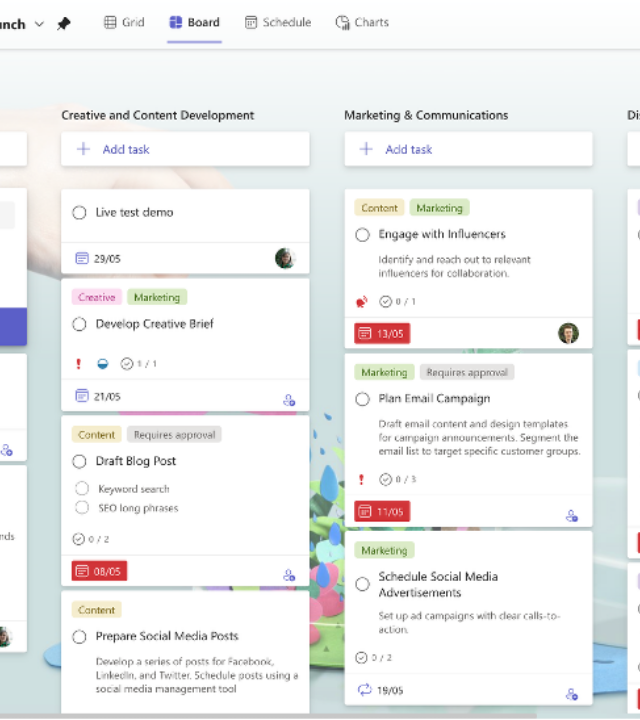 Grid
Board
Schedule
Charts
Creative and Content Development
Add task
Live test demo
29/05
Creative
Marketing
Develop Creative Brief
1 / 1
21/05
Content
Requires approval
Draft Blog Post
Keyword search
SEO long phrases
0 / 2
08/05
Content
Prepare Social Media Posts
Develop a series of posts for Facebook,
LinkedIn, and Twitter. Schedule posts using a
social media management tool
Marketing & Communications
Add task
Content
Marketing
Engage with Influencers
Identify and reach out to relevant
influencers for collaboration.
0 / 1
13/05
Marketing
Requires approval
Plan Email Campaign
Draft email content and design templates
for campaign announcements. Segment the
email list to target specific customer groups.
0 / 3
11/05
Marketing
Schedule Social Media
Advertisements
Set up ad campaigns with clear calls-to-
action.
0 / 2
19/05